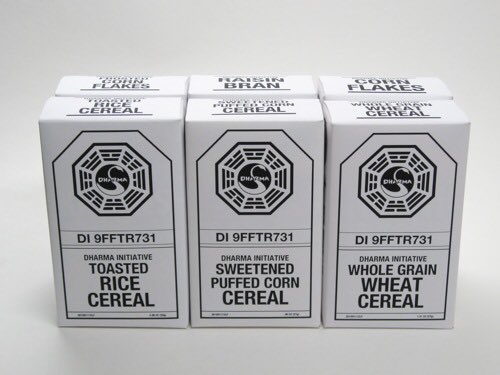 CORN
FLAKES
RAISIN
BRAN
CORN
FLAKES
TOASTED
RICE
CEREAL
SWEETENED
PUFFED CORN
CEREAL
WHOLE GRAIN
WHEAT
CEREAL
DHARMA
DI 9FFTR731
DHARMA INITIATIVE
TOASTED
RICE
CEREAL
DHARMA
DI 9FFTR731
DHARMA INITIATIVE
SWEETENED
PUFFED CORN
CEREAL
DHARMA
DI 9FFTR731
DHARMA INITIATIVE
WHOLE GRAIN
WHEAT
CEREAL